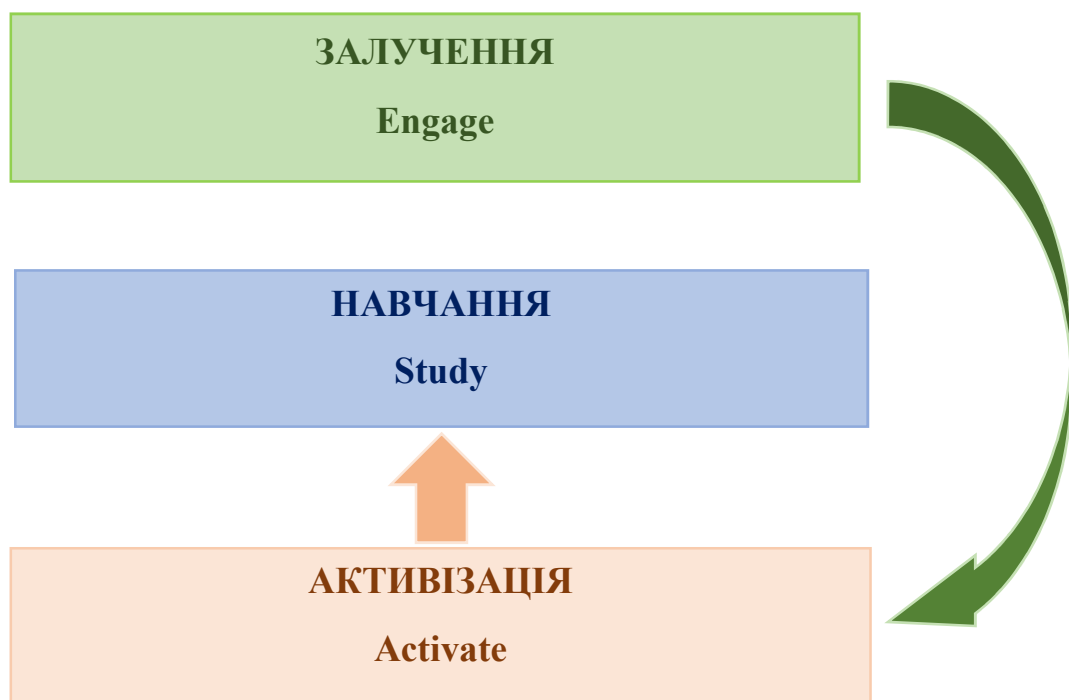 ЗАЛУЧЕННЯ
Engage
НАВЧАННЯ
Study
АКТИВІЗАЦІЯ
Activate